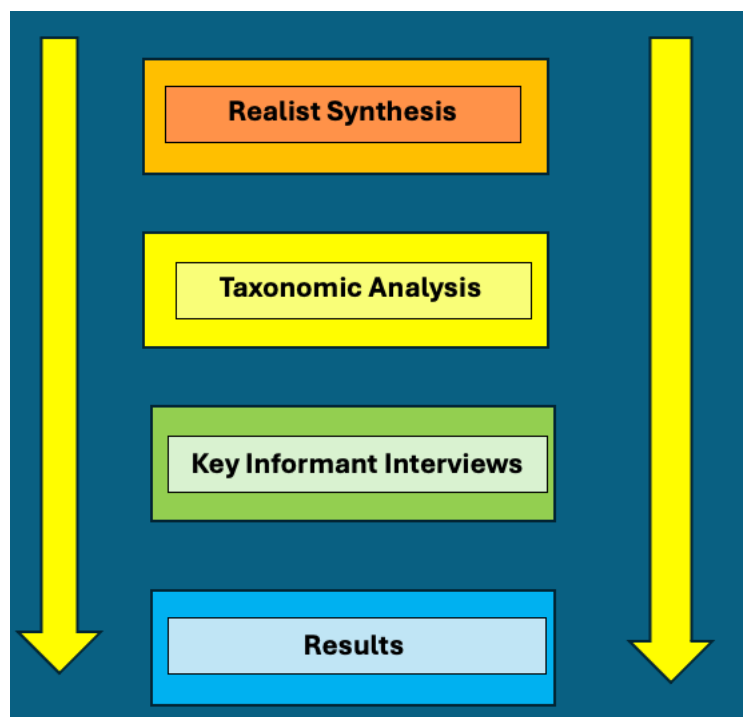 Realist Synthesis
Taxonomic Analysis
Key Informant Interviews
Results